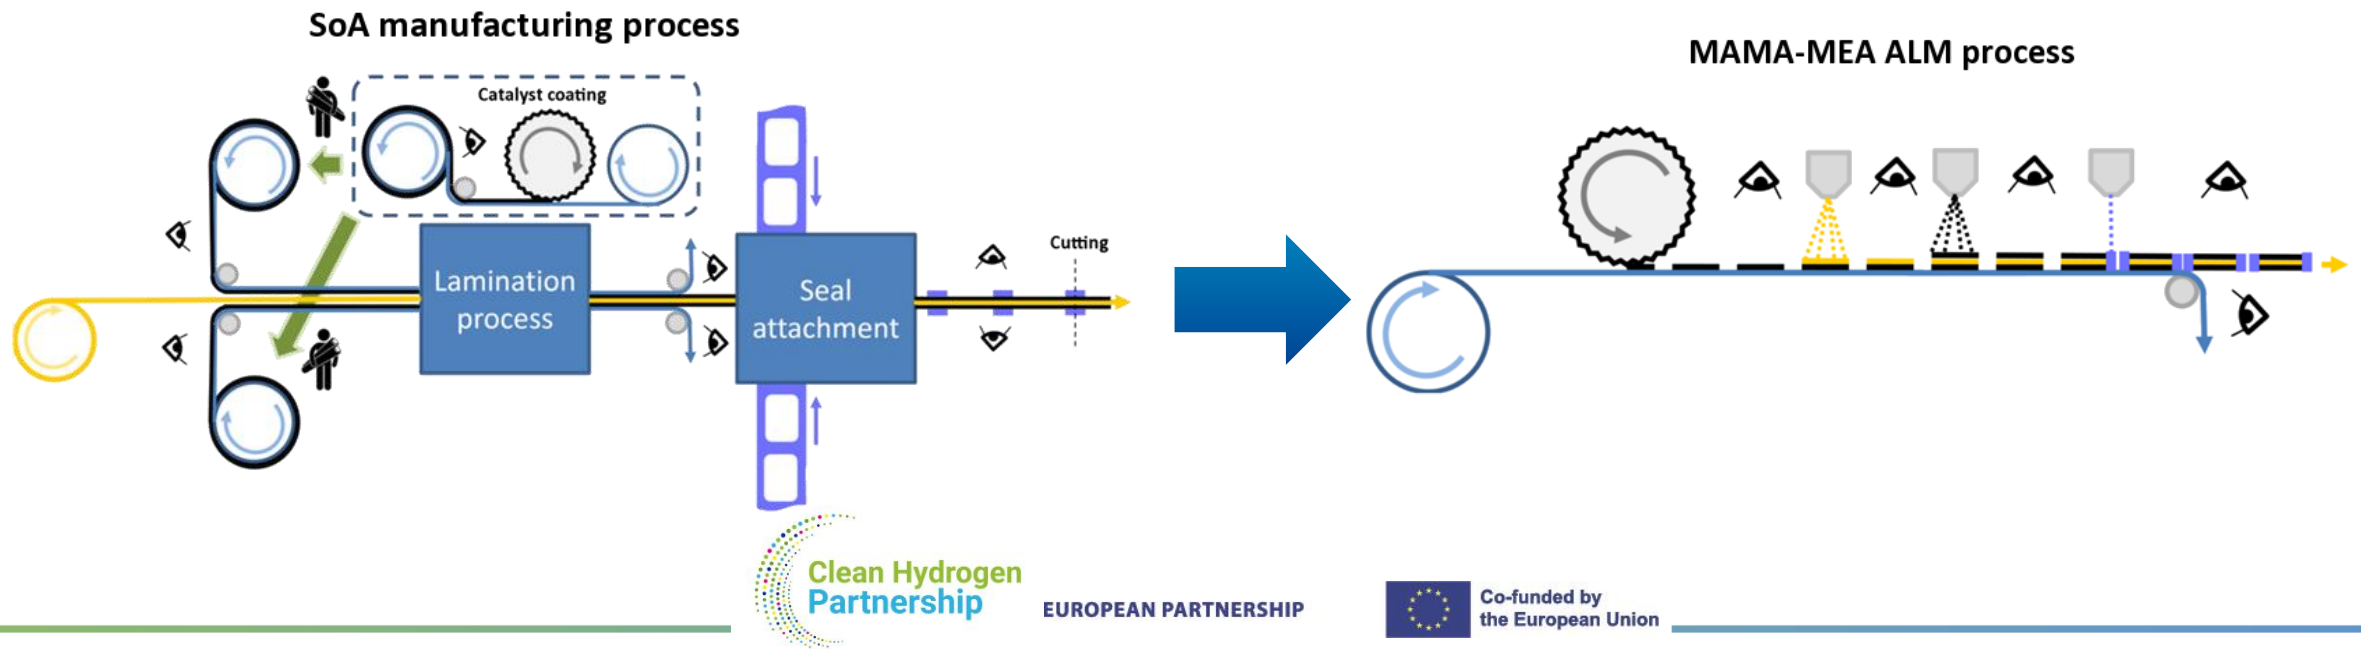 SoA manufacturing process
MAMA-MEA ALM process
Catalyst coating
Lamination
process
Seal
attachment
Cutting
Clean Hydrogen
Partnership
EUROPEAN PARTNERSHIP
Co-funded by
the European Union